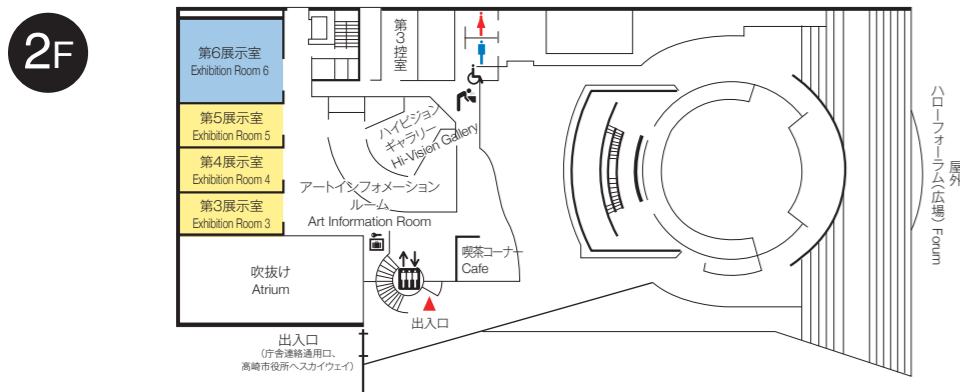 2F
第6展示室
Exhibition Room 6
第5展示室
Exhibition Room 5
第4展示室
Exhibition Room 4
第3展示室
Exhibition Room 3
第3控室
ハイビジョン
ギャラリー
Hi-Vision Gallery
アートインフォメーション
ルーム
Art Information Room
喫茶コーナー
Cafe
吹抜け
Atrium
出入口
出入口
(庁舎連絡通用口、
高崎市役所へスカイウェイ)
屋外
ハローフォーラム(広場) Forum